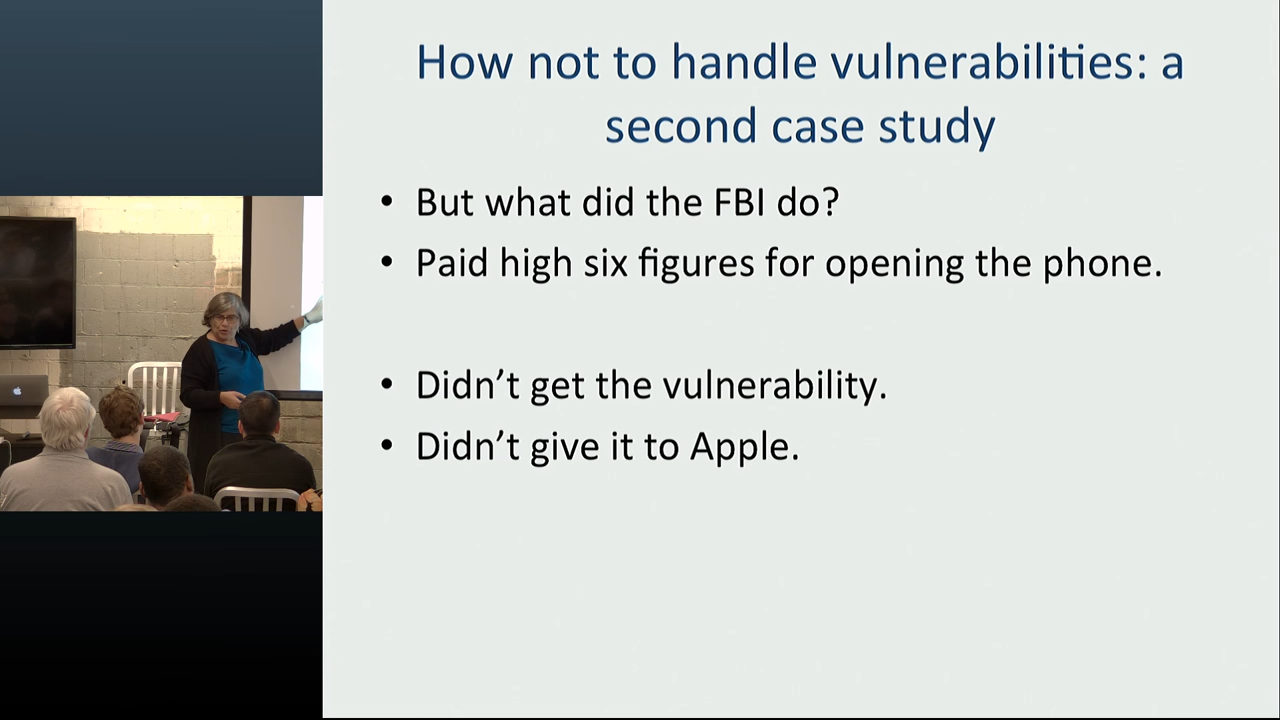 How not to handle vulnerabilities: a
second case study
• But what did the FBI do?
• Paid high six figures for opening the phone.
• Didn’t get the vulnerability.
• Didn’t give it to Apple.